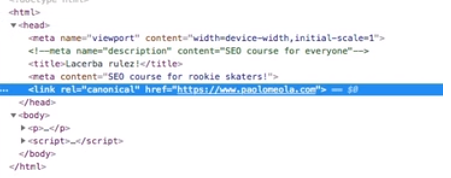 <!doctype html>
<html>
▼<head>
<meta name="viewport" content="width=device-width,initial-scale=1">
<!--meta name="description" content="SEO course for everyone"-->
<title>Lacerba rulez!</title>
<meta content="SEO course for rookie skaters!">
... <link rel="canonical" href="https://www.paolomeola.com"> == $0
</head>
▼<body>
▶<p>…</p>
▶<script>…</script>
</body>
</html>